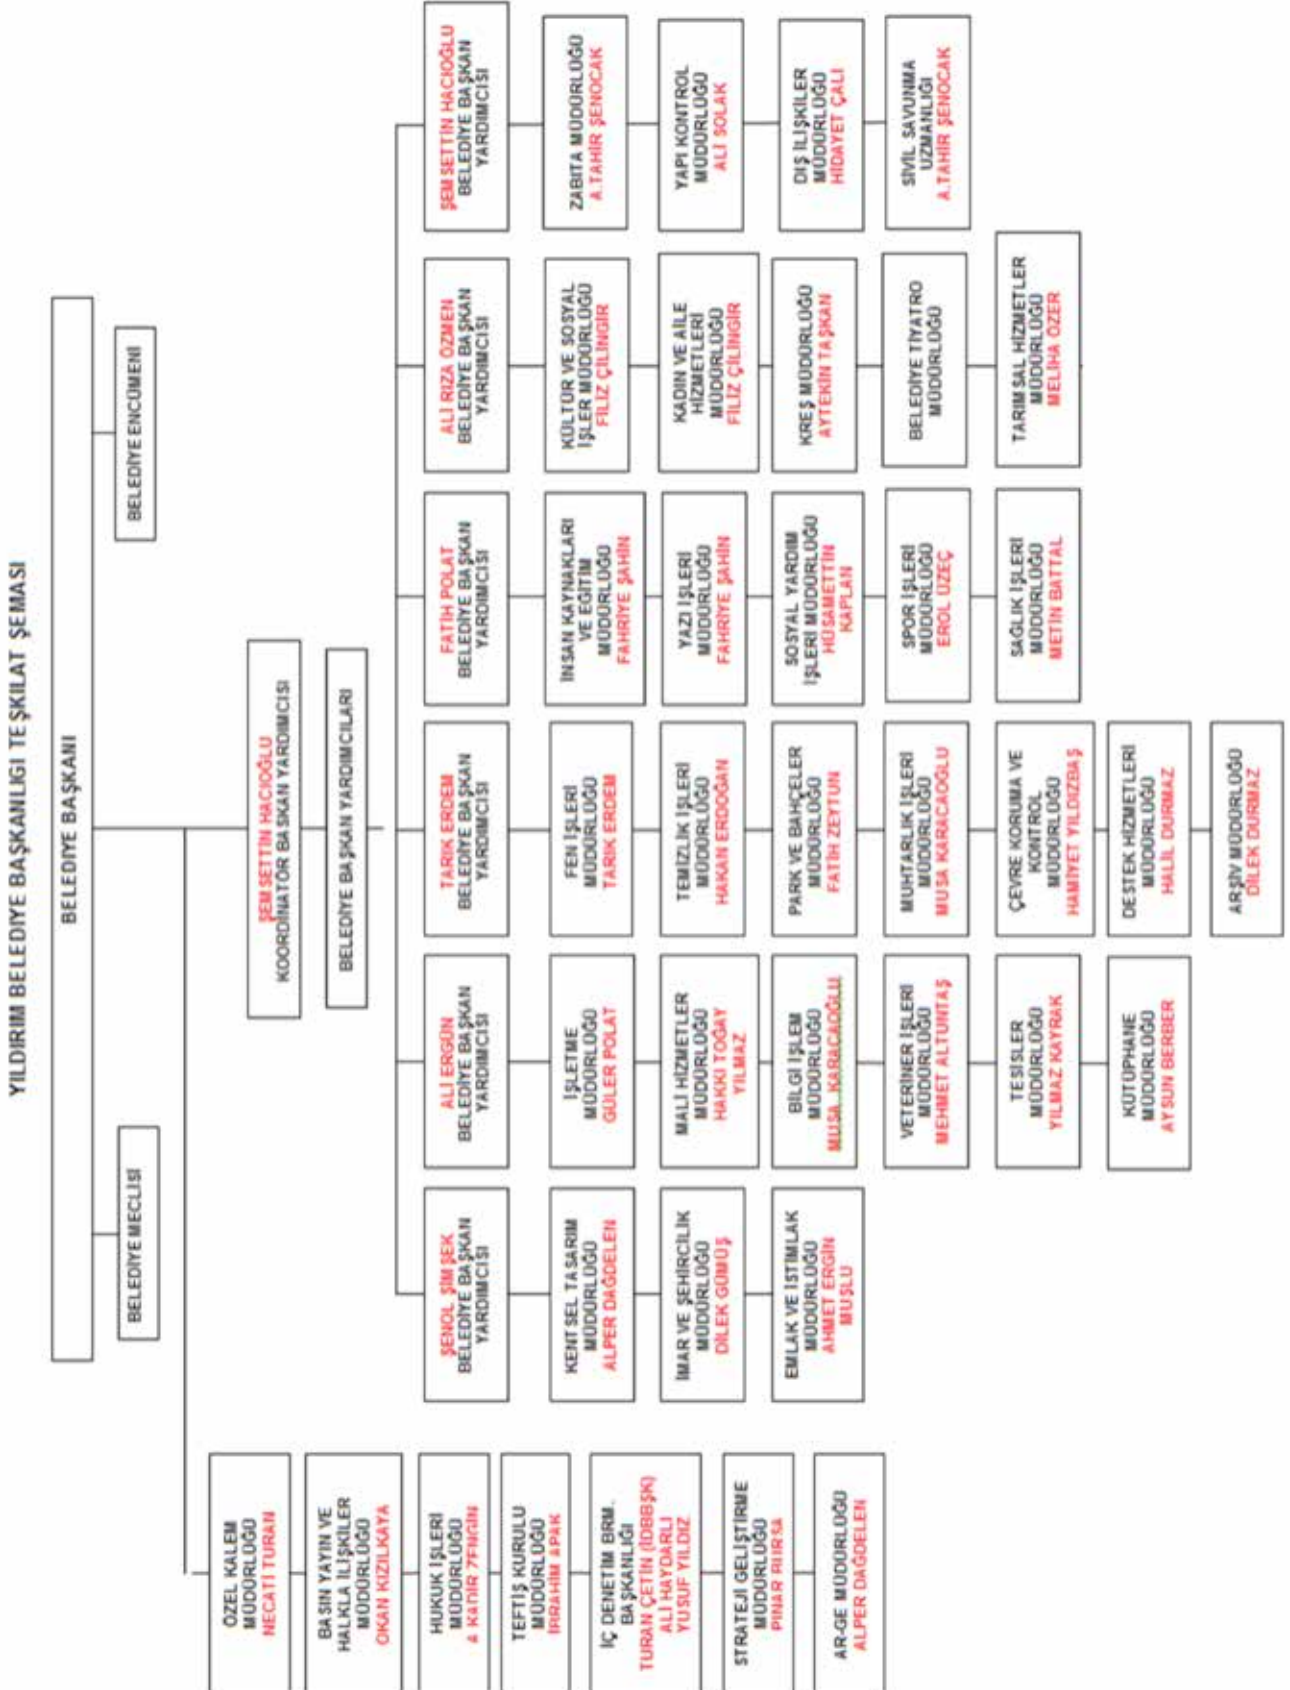 YILDIRIM BELEDİYE BAŞKANLIGI TEŞKİLAT ŞEMASI
BELEDİYE BAŞKANI
BELEDİYE MECLİSİ
BELEDİYE ENCÜMENİ
ŞEMSETTİN HACIOĞLU
KOORDİNATÖR BASKAN YARDIMCISI
BELEDİYE BAŞKAN YARDIMCILARI
ÖZEL KALEM
MÜDÜRLÜĞÜ
NECATİ TURAN
BASIN YAYIN VE
HALKLA İLİŞKİLER
MÜDÜRLÜĞÜ
OKAN KIZILKAYA
HUKUK İŞLERİ
MÜDÜRLÜĞÜ
A KADİR ZENGİN
TEFTİŞ KURULU
MÜDÜRLÜĞÜ
İBRAHİM APAK
İÇ DENETİM BRM.
BAŞKANLIĞI
TURAN ÇETİN (İDBBŞK)
ALİ HAYDARLI
YUSUF YILDIZ
STRATEJİ GELİŞTİRME
MÜDÜRLÜĞÜ
PINAR BURSA
AR-GE MÜDÜRLÜĞÜ
ALPER DAĞDELEN
ŞENOL ŞİMŞEK
BELEDİYE BAŞKAN
YARDIMCISI
KENTSEL TASARIM
MÜDÜRLÜĞÜ
ALPER DAĞDELEN
İMAR VE ŞEHİRCİLİK
MÜDÜRLÜĞÜ
DİLEK GÜMÜŞ
EMLAK VE İSTİMLAK
MÜDÜRLÜĞÜ
AHMET ERGİN
MUŞLU
ALİ ERGÜN
BELEDİYE BAŞKAN
YARDIMCISI
İŞLETME
MÜDÜRLÜĞÜ
GÜLER POLAT
MALİ HİZMETLER
MÜDÜRLÜĞÜ
HAKKI TOGAY
YILMAZ
BİLGİ İŞLEM
MÜDÜRLÜĞÜ
MUSA KARACAOĞLU
VETERİNER İŞLERİ
MÜDÜRLÜĞÜ
MEHMET ALTUNTAŞ
TESİSLER
MÜDÜRLÜĞÜ
YILMAZ KAYRAK
KÜTÜPHANE
MÜDÜRLÜĞÜ
AYSUN BERBER
TARIK ERDEM
BELEDİYE BAŞKAN
YARDIMCISI
FEN İŞLERİ
MÜDÜRLÜĞÜ
TARIK ERDEM
TEMİZLİK İŞLERİ
MÜDÜRLÜĞÜ
HAKAN ERDOĞAN
PARK VE BAHÇELER
MÜDÜRLÜĞÜ
FATİH ZEYTUN
MUHTARLIK İŞLERİ
MÜDÜRLÜĞÜ
MUSA KARACAOĞLU
ÇEVRE KORUMA VE
KONTROL
MÜDÜRLÜĞÜ
HAMİYET YILDIZBAŞ
DESTEK HİZMETLERİ
MÜDÜRLÜĞÜ
HALİL DURMAZ
ARŞİV MÜDÜRLÜĞÜ
DİLEK DURMAZ
FATİH POLAT
BELEDİYE BAŞKAN
YARDIMCISI
İNSAN KAYNAKLARI
VE EĞİTİM
MÜDÜRLÜĞÜ
FAHRİYE ŞAHİN
YAZI İŞLERİ
MÜDÜRLÜĞÜ
FAHRİYE ŞAHİN
SOSYAL YARDIM
İŞLERİ MÜDÜRLÜĞÜ
HÜSAMETTİN
KAPLAN
SPOR İŞLERİ
MÜDÜRLÜĞÜ
EROL ÜZEÇ
SAĞLIK İŞLERİ
MÜDÜRLÜĞÜ
METİN BATTAL
ALİ RIZA ÖZMEN
BELEDİYE BAŞKAN
YARDIMCISI
KÜLTÜR VE SOSYAL
İŞLER MÜDÜRLÜĞÜ
FİLİZ ÇİLİNGİR
KADIN VE AİLE
HİZMETLERİ
MÜDÜRLÜĞÜ
FİLİZ ÇİLİNGİR
KREŞ MÜDÜRLÜĞÜ
AYTEKİN TAŞKAN
BELEDİYE TİYATRO
MÜDÜRLÜĞÜ
TARIMSAL HİZMETLER
MÜDÜRLÜĞÜ
MELİHA ÖZER
ŞEMSETTİN HACIOĞLU
BELEDİYE BAŞKAN
YARDIMCISI
ZABITA MÜDÜRLÜĞÜ
A.TAHİR ŞENOCAK
YAPI KONTROL
MÜDÜRLÜĞÜ
ALİ SOLAK
DIŞ İLİŞKİLER
MÜDÜRLÜĞÜ
HİDAYET ÇALI
SİVİL SAVUNMA
UZMANLIĞI
A.TAHİR ŞENOCAK